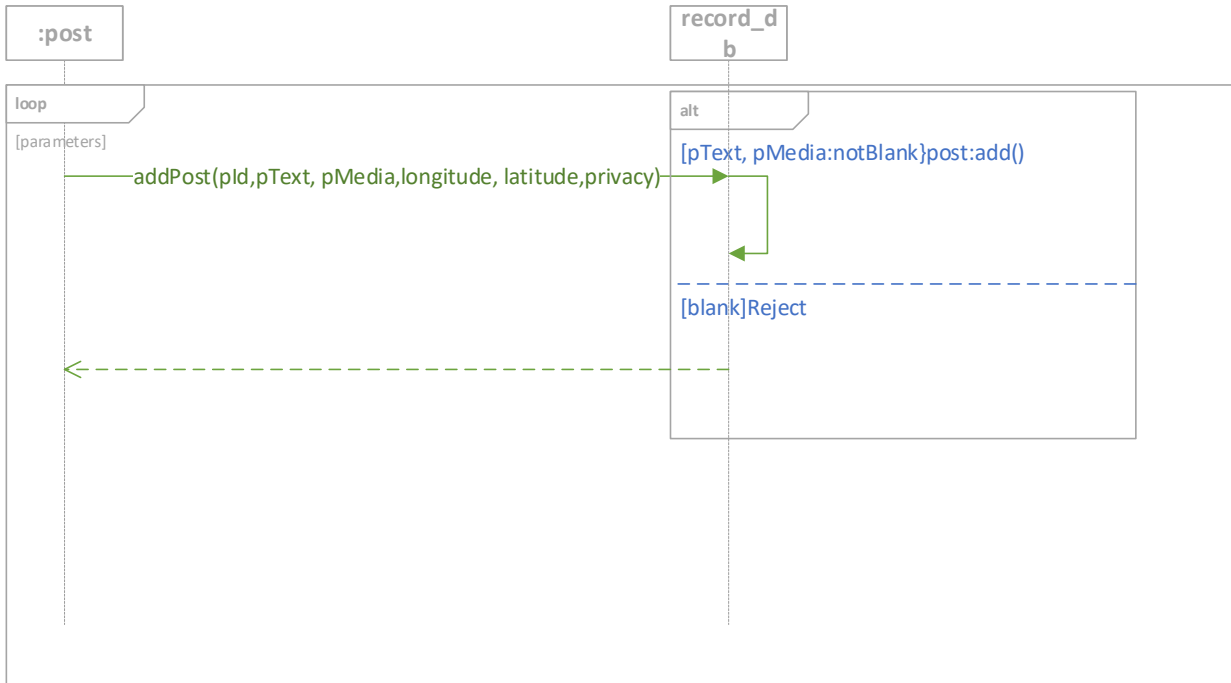 :post
record_d
b
loop
alt
[parameters]
[pText, pMedia:notBlank}post:add()
addPost(pId,pText, pMedia,longitude, latitude,privacy)
[blank]Reject